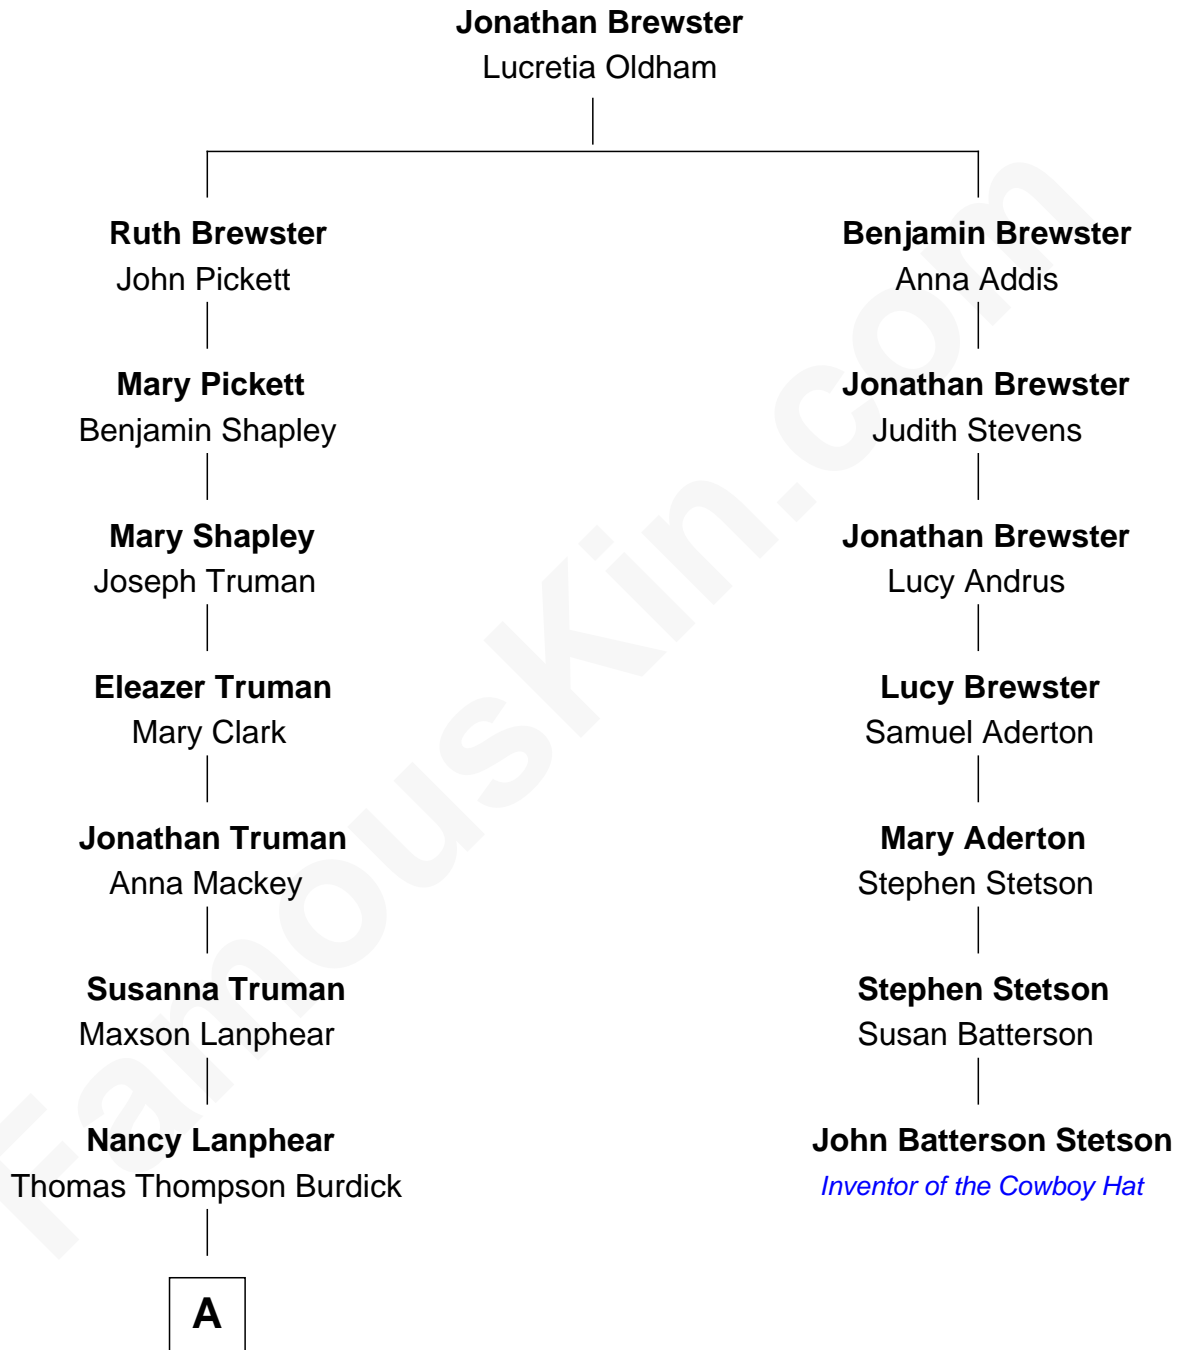 Jonathan Brewster
Lucretia Oldham
Ruth Brewster
John Pickett
Benjamin Brewster
Anna Addis
Mary Pickett
Benjamin Shapley
Jonathan Brewster
Judith Stevens
Mary Shapley
Joseph Truman
Jonathan Brewster
Lucy Andrus
Eleazer Truman
Mary Clark
Lucy Brewster
Samuel Aderton
Jonathan Truman
Anna Mackey
Mary Aderton
Stephen Stetson
Susanna Truman
Maxson Lanphear
Stephen Stetson
Susan Batterson
Nancy Lanphear
Thomas Thompson Burdick
John Batterson Stetson
Inventor of the Cowboy Hat
A
FamousKin.com